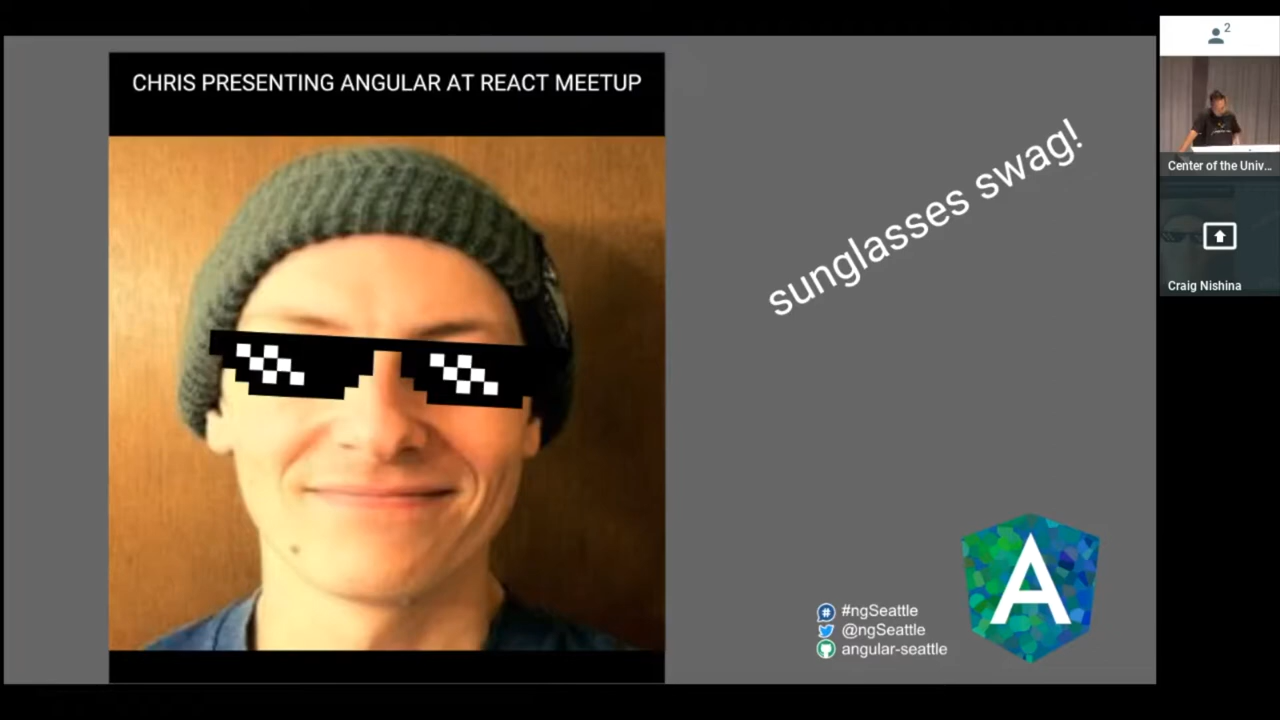 CHRIS PRESENTING ANGULAR AT REACT MEETUP
sunglasses swag!
#ngSeattle
@ngSeattle
angular-seattle
A
2
Center of the Univ...
Craig Nishina